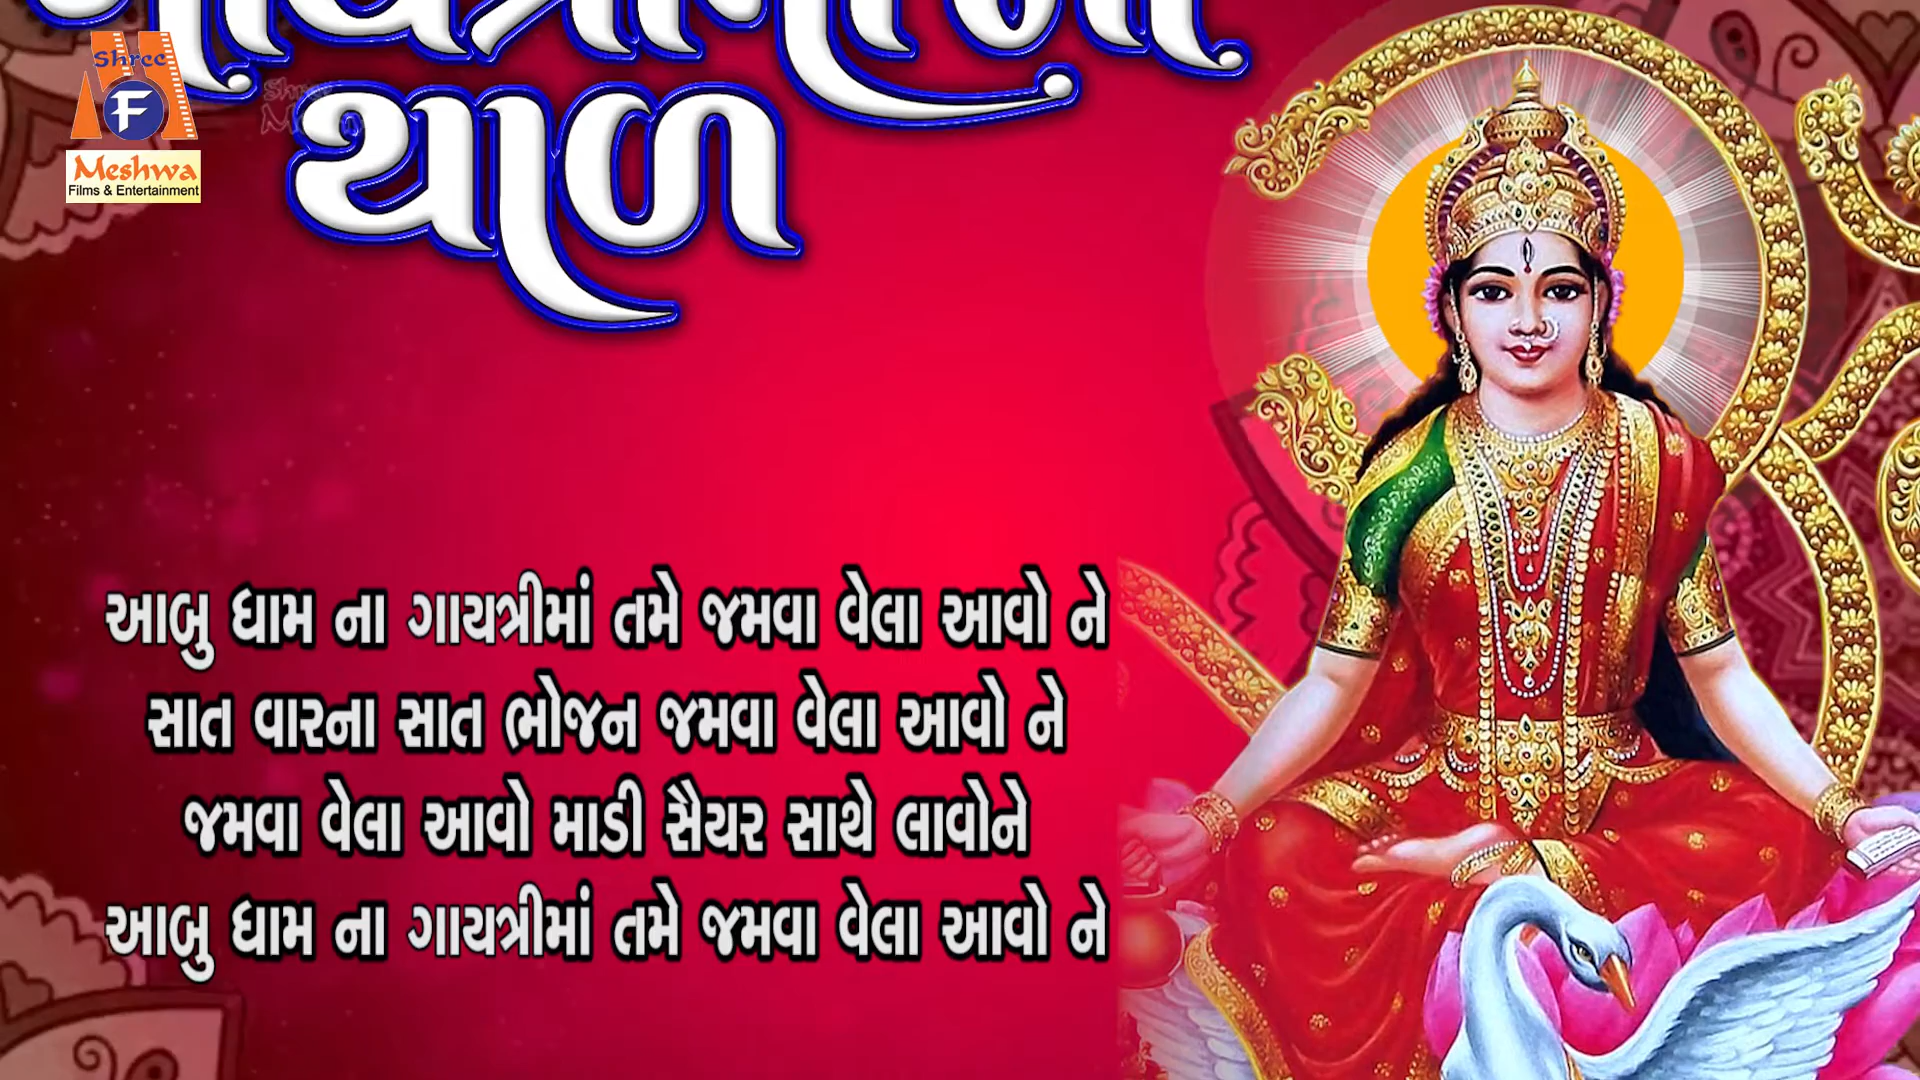 થાળ
Shree
F
Meshwa
Films & Entertainment
આબુ ધામ ના ગાયત્રીમાં તમે જમવા વેલા આવો ને
સાત વારના સાત ભોજન જમવા વેલા આવો ને
જમવા વેલા આવો માડી સૈયર સાથે લાવોને
આબુ ધામ ના ગાયત્રીમાં તમે જમવા વેલા આવો ને